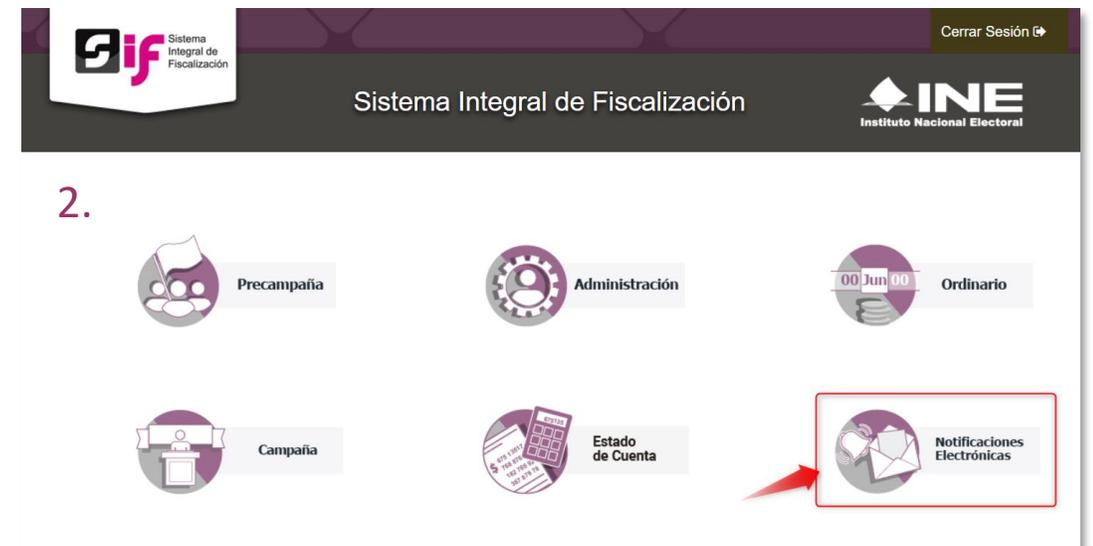 Cerrar Sesión
Sif
Sistema
Integral de
Fiscalización
Sistema Integral de Fiscalización
INE
Instituto Nacional Electoral
2.
Precampaña
Administración
00 Jun 00
Ordinario
Campaña
Estado
de Cuenta
Notificaciones
Electrónicas